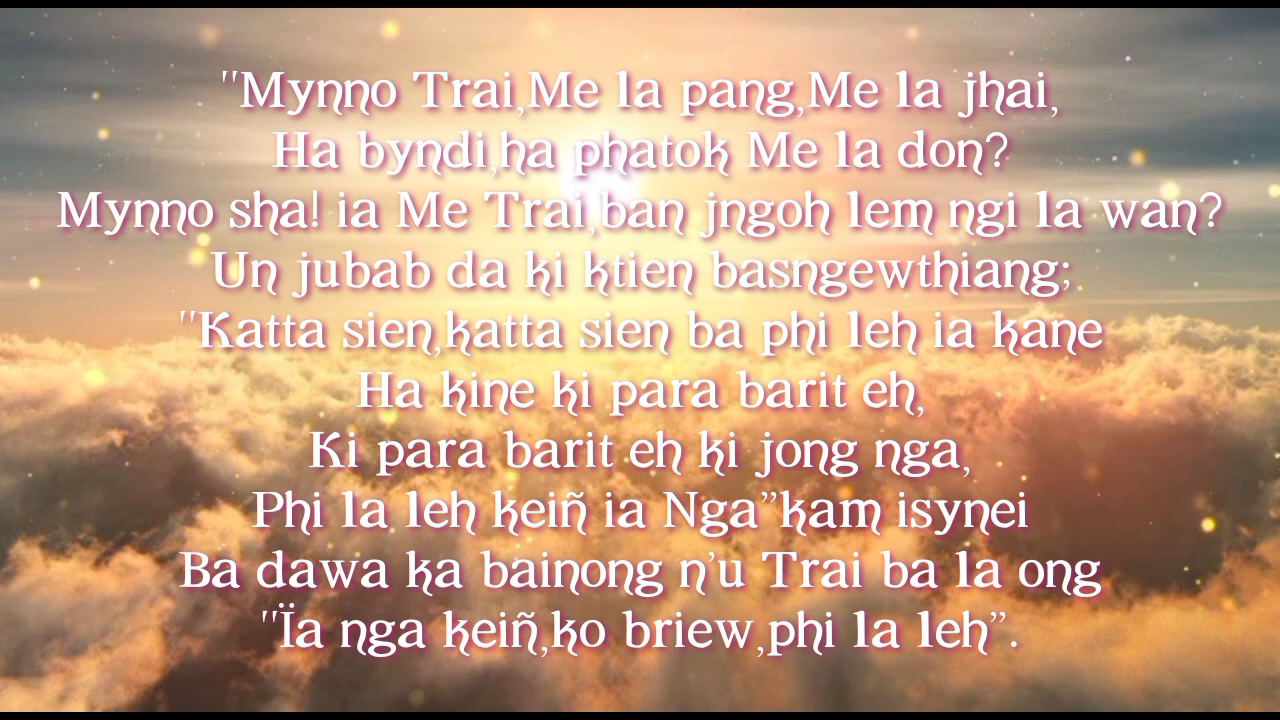 "Mynno Trai,Me la pang,Me la jhai,
Ha byndi,ha phatok Me la don?
Mynno sha! ia Me Trai,ban jngoh lem ngi la wan?
Un jubab da ki ktien basngewthiang;
"Katta sien,katta sien ba phi leh ia kane
Ha kine ki para barit eh,
Ki para barit eh ki jong nga,
Phi la leh keiñ ia Nga”kam isynei
Ba dawa ka bainong n’u Trai ba la ong
"Ïa nga keiñ,ko briew,phi la leh”.